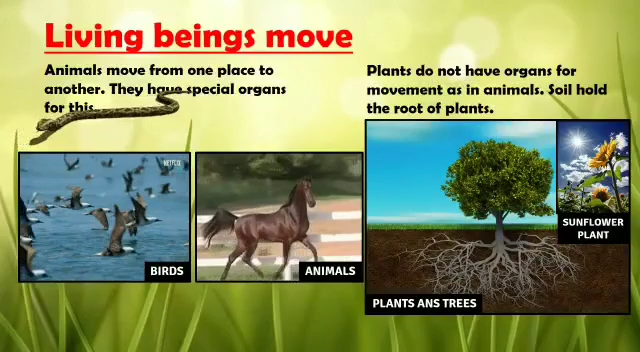 Living beings move
Animals move from one place to
another. They have special organs
for this.
Plants do not have organs for
movement as in animals. Soil hold
the root of plants.
BIRDS
ANIMALS
SUNFLOWER
PLANT
PLANTS ANS TREES